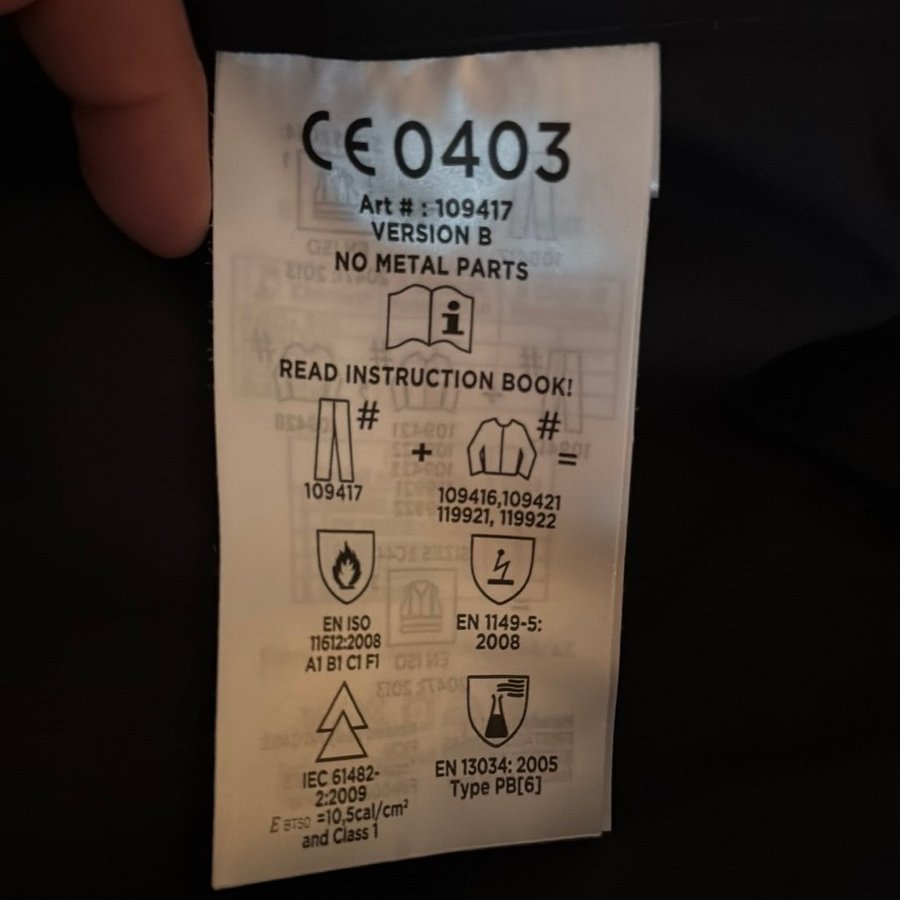 CE 0403
Art # : 109417
VERSION B
NO METAL PARTS
i
READ INSTRUCTION BOOK!
# + # =
109417
109416,109421
119921, 119922
EN ISO
11612:2008
A1 B1 C1 F1
EN 1149-5:
2008
IEC 61482-
2:2009
E BT50 =10,5cal/cm²
and Class 1
EN 13034: 2005
Type PB[6]